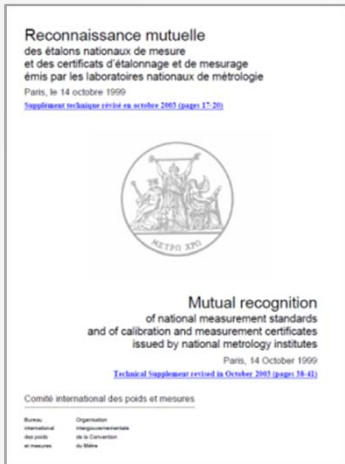 Reconnaissance mutuelle
des étalons nationaux de mesure
et des certificats d'étalonnage et de mesurage
émis par les laboratoires nationaux de métrologie
Paris, le 14 octobre 1999
Supplément technique révisé en octobre 2003 (pages 17-20)
ΜΕΤΡΩ ΧΡΩ
Mutual recognition
of national measurement standards
and of calibration and measurement certificates
issued by national metrology institutes
Paris, 14 October 1999
Technical Supplement revised in October 2003 (pages 38-41)
Comité international des poids et mesures
Bureau
international
des poids
et mesures
Organisation
intergouvernementale
de la Convention
du Mètre